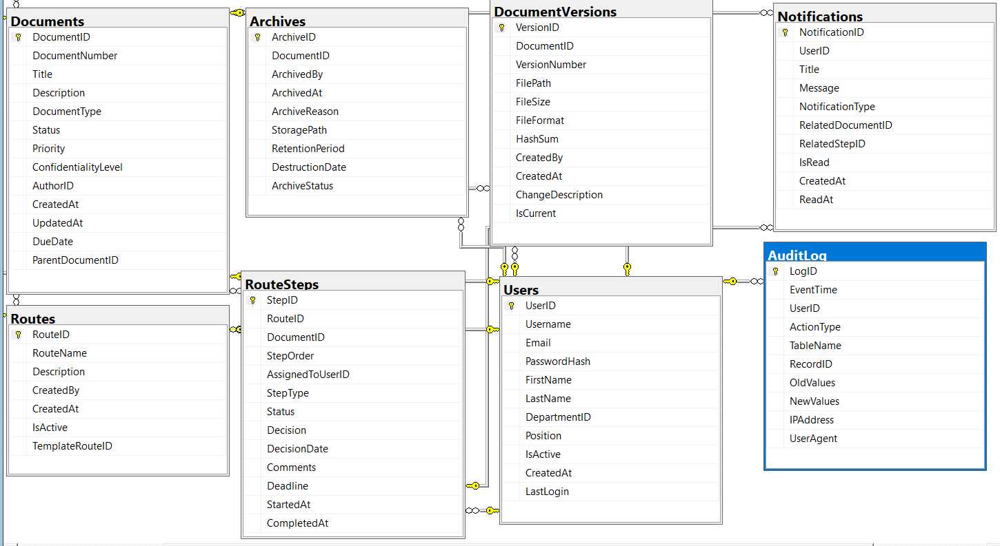 Documents
DocumentID
DocumentNumber
Title
Description
DocumentType
Status
Priority
ConfidentialityLevel
AuthorID
CreatedAt
UpdatedAt
DueDate
ParentDocumentID
Archives
ArchiveID
DocumentID
ArchivedBy
ArchivedAt
ArchiveReason
StoragePath
RetentionPeriod
DestructionDate
ArchiveStatus
DocumentVersions
VersionID
DocumentID
VersionNumber
FilePath
FileSize
FileFormat
HashSum
CreatedBy
CreatedAt
ChangeDescription
IsCurrent
Notifications
NotificationID
UserID
Title
Message
NotificationType
RelatedDocumentID
RelatedStepID
IsRead
CreatedAt
ReadAt
Routes
RouteID
RouteName
Description
CreatedBy
CreatedAt
IsActive
TemplateRouteID
RouteSteps
StepID
RouteID
DocumentID
StepOrder
AssignedToUserID
StepType
Status
Decision
DecisionDate
Comments
Deadline
StartedAt
CompletedAt
Users
UserID
Username
Email
PasswordHash
FirstName
LastName
DepartmentID
Position
IsActive
CreatedAt
LastLogin
AuditLog
LogID
EventTime
UserID
ActionType
TableName
RecordID
OldValues
NewValues
IPAddress
UserAgent